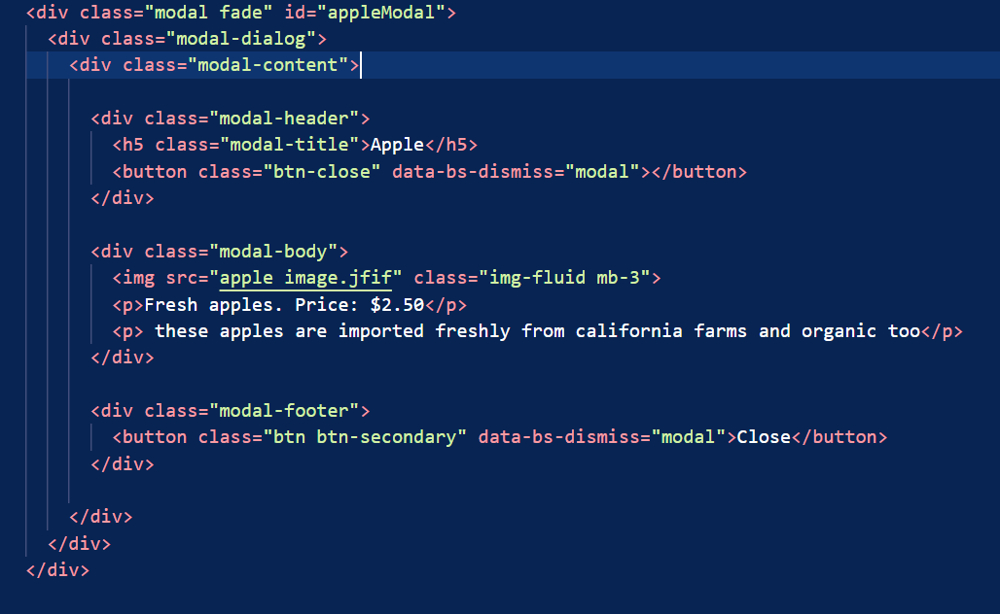 <div class="modal fade" id="appleModal">
<div class="modal-dialog">
<div class="modal-content">
<div class="modal-header">
<h5 class="modal-title">Apple</h5>
<button class="btn-close" data-bs-dismiss="modal"></button>
</div>
<div class="modal-body">
<img src="apple image.jfif" class="img-fluid mb-3">
<p>Fresh apples. Price: $2.50</p>
<p> these apples are imported freshly from california farms and organic too</p>
</div>
<div class="modal-footer">
<button class="btn btn-secondary" data-bs-dismiss="modal">Close</button>
</div>
</div>
</div>
</div>